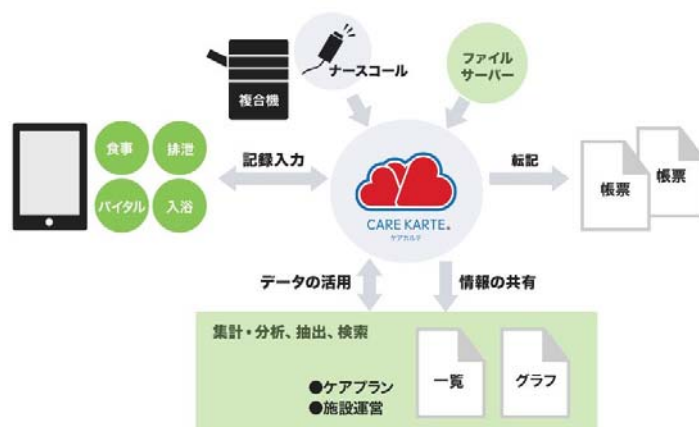 複合機
ナースコール
ファイル
サーバー
食事
排泄
バイタル
入浴
記録入力
CARE KARTE®
ケアカルテ
転記
帳票
帳票
データの活用
情報の共有
集計・分析、抽出、検索
●ケアプラン
●施設運営
一覧
グラフ